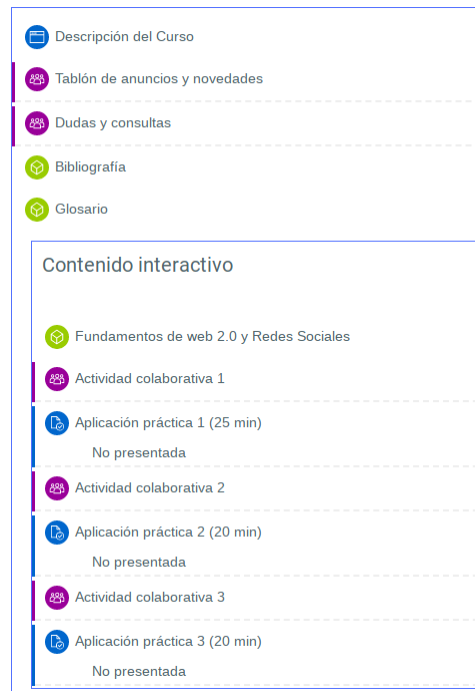 Descripción del Curso
Tablón de anuncios y novedades
Dudas y consultas
Bibliografía
Glosario
Contenido interactivo
Fundamentos de web 2.0 y Redes Sociales
Actividad colaborativa 1
Aplicación práctica 1 (25 min)
No presentada
Actividad colaborativa 2
Aplicación práctica 2 (20 min)
No presentada
Actividad colaborativa 3
Aplicación práctica 3 (20 min)
No presentada